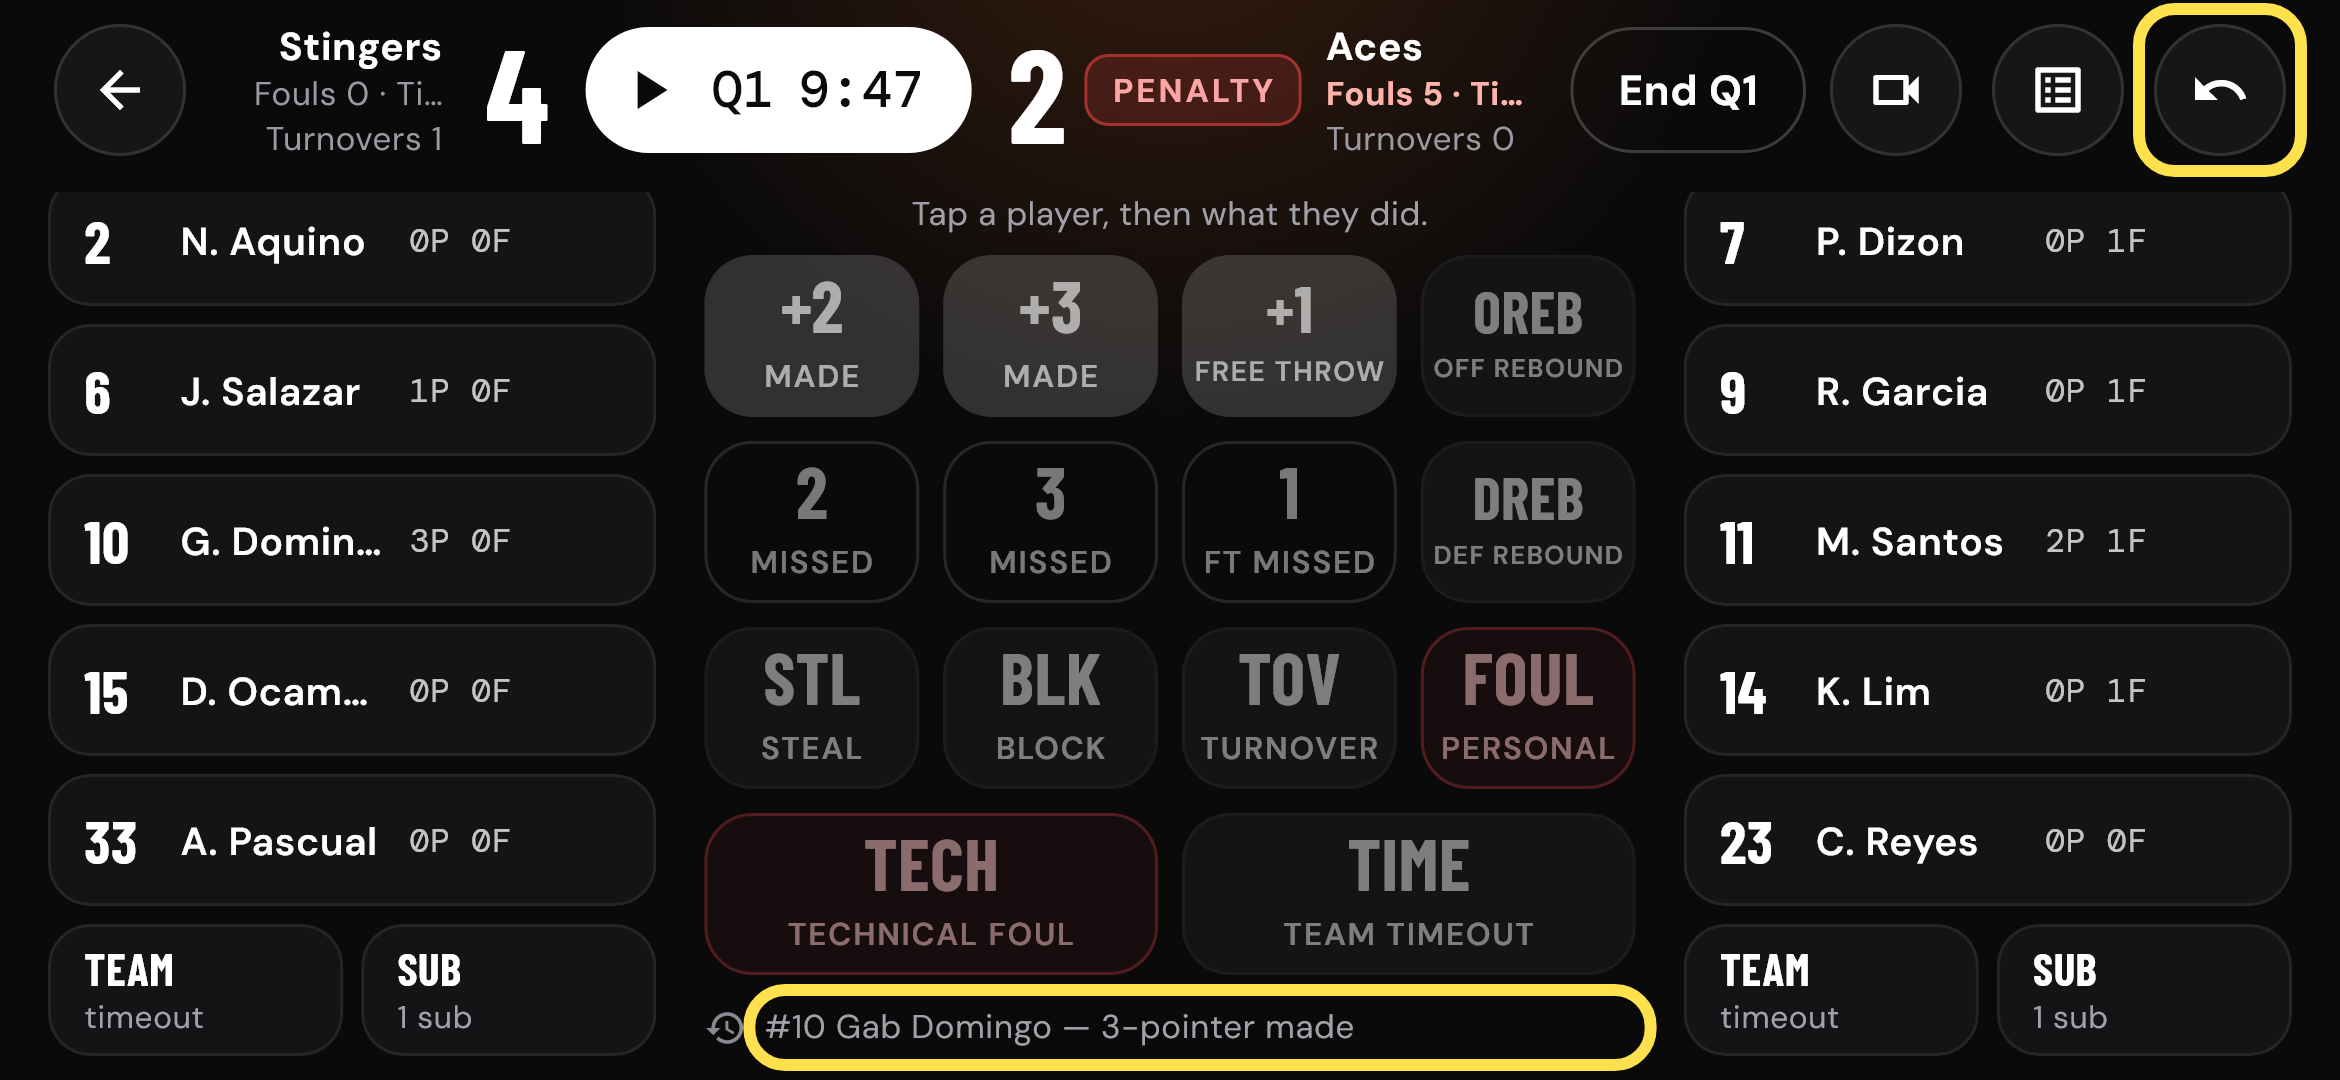 Stingers
Fouls 0 · Ti...
Turnovers 1
4
Q1 9:47
2
PENALTY
Aces
Fouls 5 · Ti...
Turnovers 0
End Q1
2 N. Aquino 0P 0F
6 J. Salazar 1P 0F
10 G. Domin... 3P 0F
15 D. Ocam... 0P 0F
33 A. Pascual 0P 0F
TEAM
timeout
SUB
1 sub
Tap a player, then what they did.
+2
MADE
+3
MADE
+1
FREE THROW
OREB
OFF REBOUND
2
MISSED
3
MISSED
1
FT MISSED
DREB
DEF REBOUND
STL
STEAL
BLK
BLOCK
TOV
TURNOVER
FOUL
PERSONAL
TECH
TECHNICAL FOUL
TIME
TEAM TIMEOUT
#10 Gab Domingo — 3-pointer made
7 P. Dizon 0P 1F
9 R. Garcia 0P 1F
11 M. Santos 2P 1F
14 K. Lim 0P 1F
23 C. Reyes 0P 0F
TEAM
timeout
SUB
1 sub